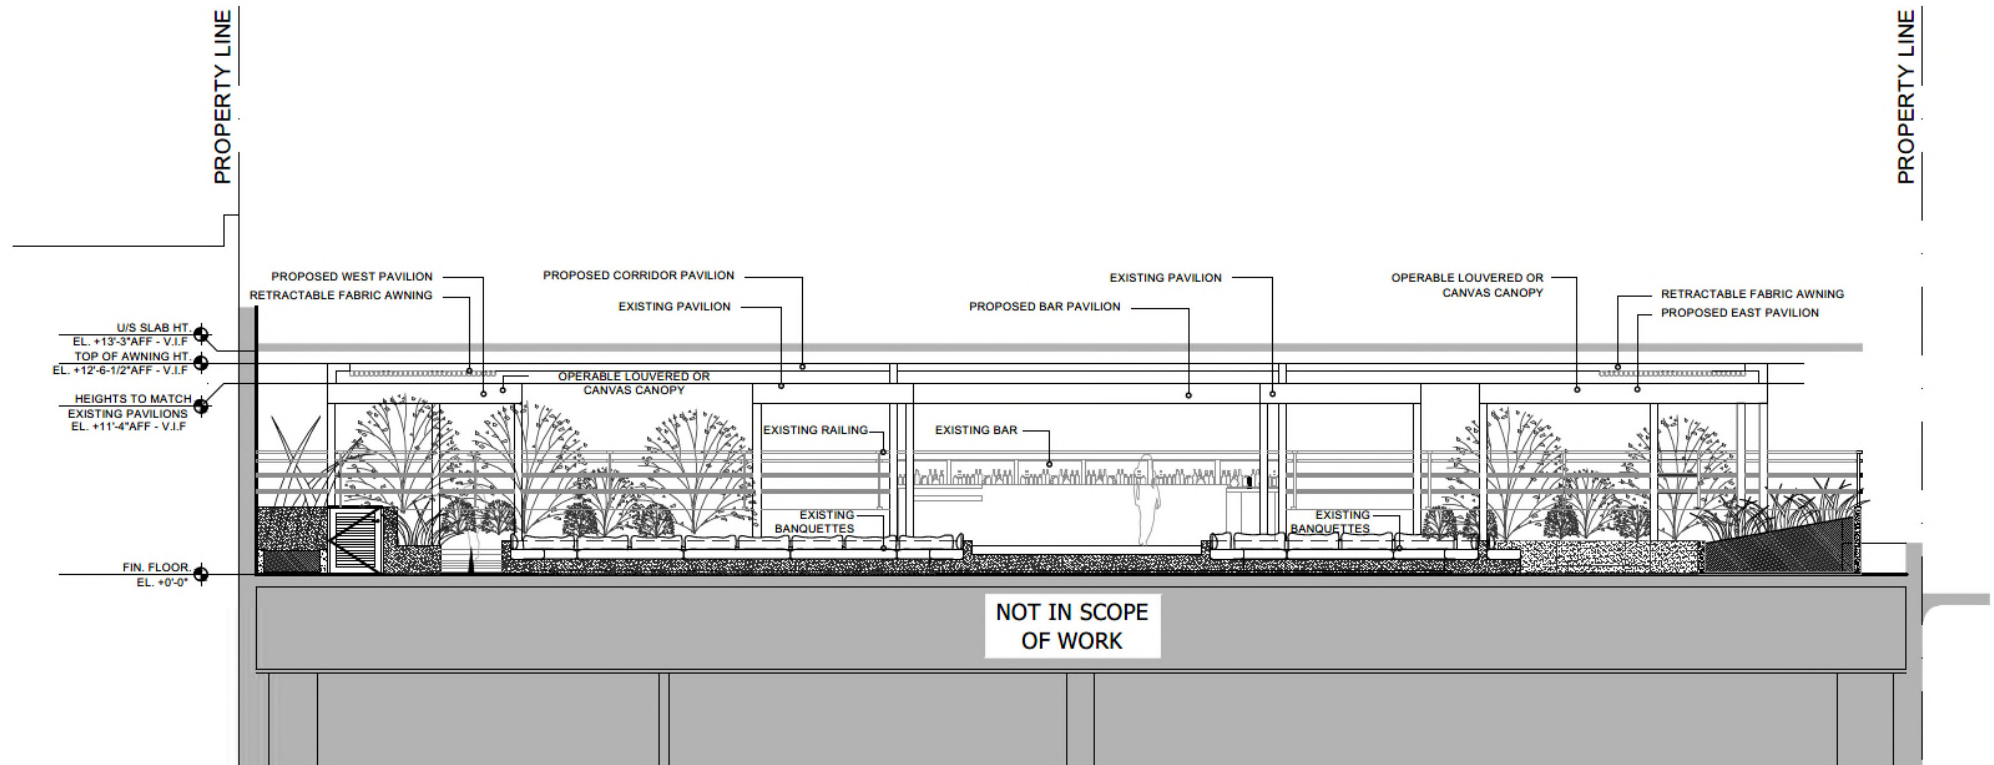 PROPERTY LINE
PROPERTY LINE
PROPOSED WEST PAVILION
RETRACTABLE FABRIC AWNING
PROPOSED CORRIDOR PAVILION
EXISTING PAVILION
PROPOSED BAR PAVILION
EXISTING PAVILION
OPERABLE LOUVERED OR
CANVAS CANOPY
RETRACTABLE FABRIC AWNING
PROPOSED EAST PAVILION
U/S SLAB HT.
EL. +13'-3"AFF - V.I.F
TOP OF AWNING HT.
EL. +12'-6-1/2"AFF - V.I.F
HEIGHTS TO MATCH
EXISTING PAVILIONS
EL. +11'-4"AFF - V.I.F
OPERABLE LOUVERED OR
CANVAS CANOPY
EXISTING RAILING
EXISTING BAR
EXISTING
BANQUETTES
EXISTING
BANQUETTES
FIN. FLOOR.
EL. +0'-0"
NOT IN SCOPE
OF WORK